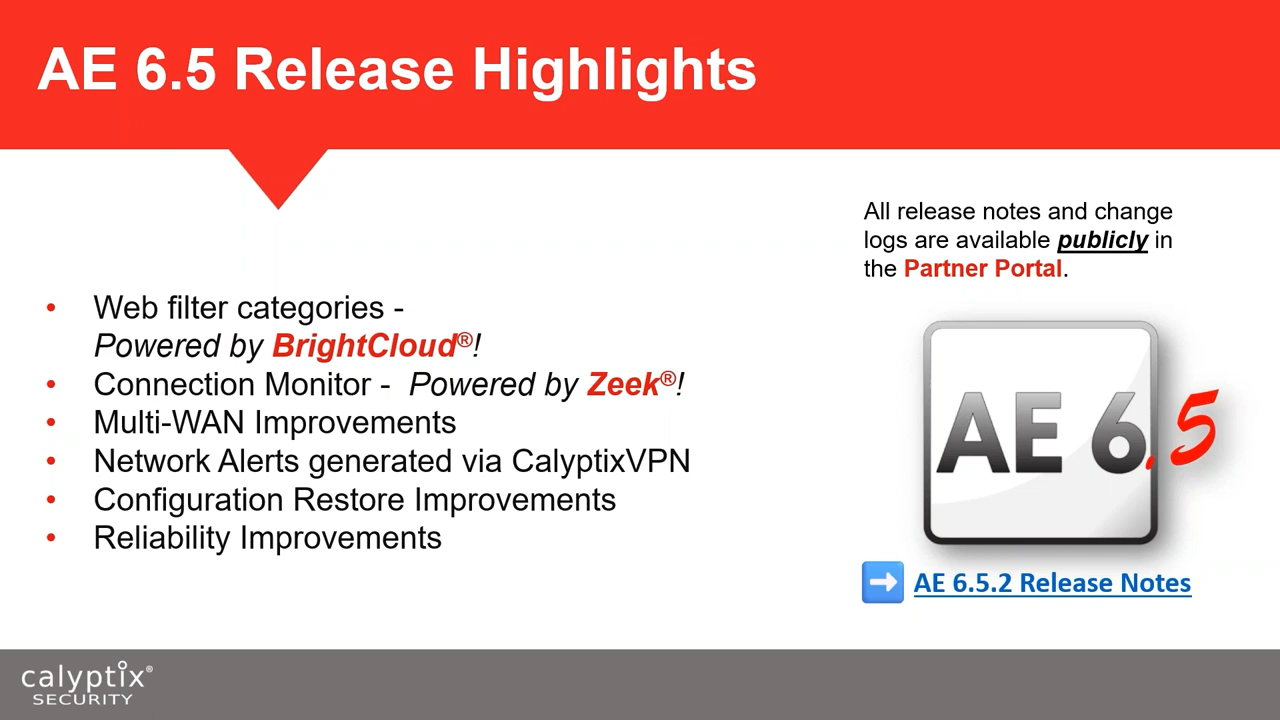 AE 6.5 Release Highlights
All release notes and change
logs are available publicly in
the Partner Portal.
• Web filter categories -
Powered by BrightCloud®!
• Connection Monitor - Powered by Zeek®!
• Multi-WAN Improvements
• Network Alerts generated via CalyptixVPN
• Configuration Restore Improvements
• Reliability Improvements
AE 6.5
AE 6.5.2 Release Notes
calyptix®
SECURITY